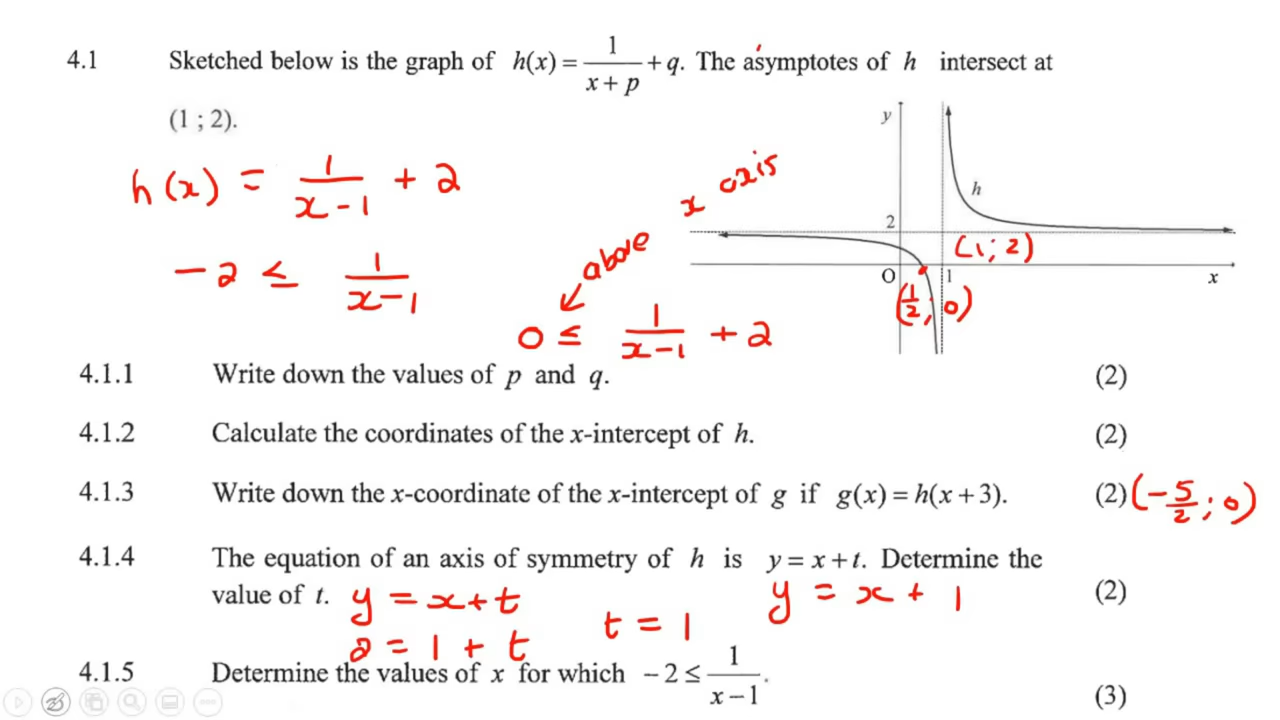 4.1 Sketched below is the graph of h(x) = 1/(x + p) + q. The asymptotes of h intersect at
(1 ; 2).
h(x) = 1/(x - 1) + 2
-2 ≤ 1/(x - 1)
0 ≤ 1/(x - 1) + 2
above x axis
y
h
2
(1; 2)
O
1
x
(1/2; 0)
4.1.1 Write down the values of p and q. (2)
4.1.2 Calculate the coordinates of the x-intercept of h. (2)
4.1.3 Write down the x-coordinate of the x-intercept of g if g(x) = h(x + 3). (2) (-5/2; 0)
4.1.4 The equation of an axis of symmetry of h is y = x + t. Determine the
value of t. (2)
y = x + t
2 = 1 + t
t = 1
y = x + 1
4.1.5 Determine the values of x for which -2 ≤ 1/(x - 1). (3)